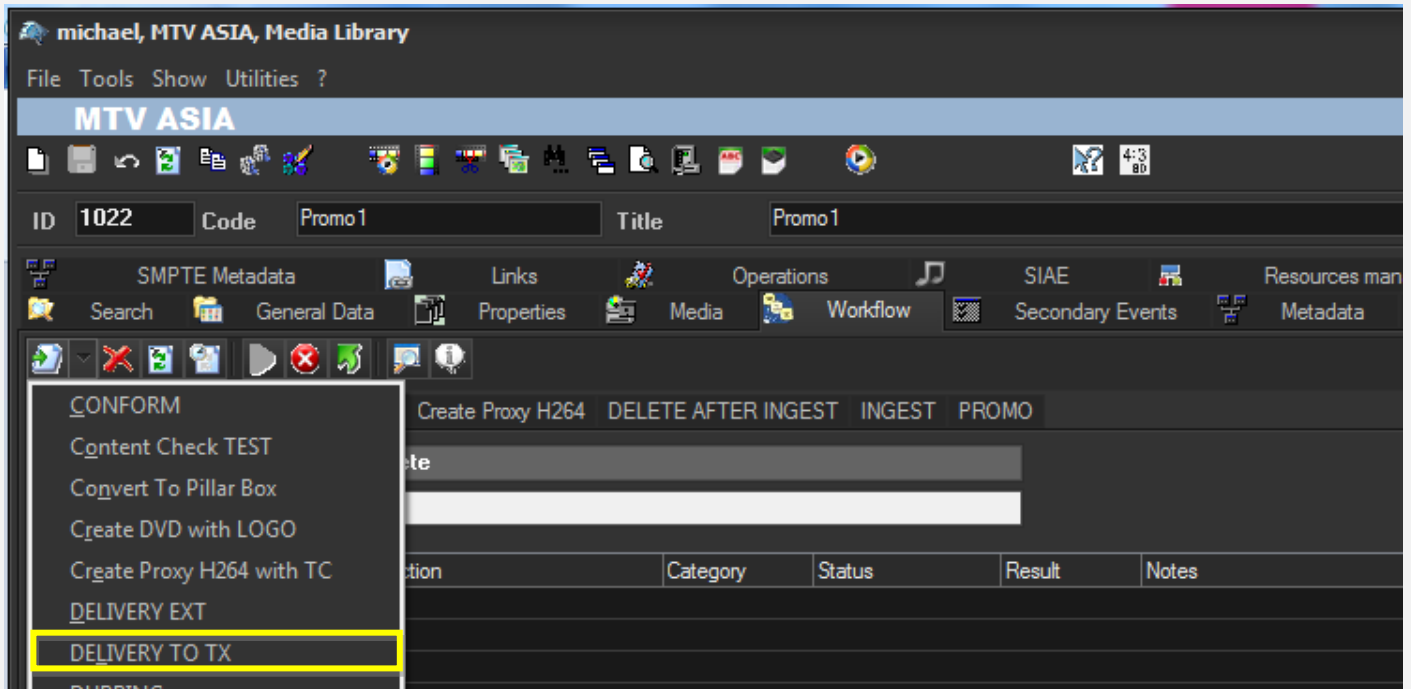 michael, MTV ASIA, Media Library
File Tools Show Utilities ?
MTV ASIA
ABC 4:3
ID 1022 Code Promo1 Title Promo1
SMPTE Metadata Links Operations SIAE Resources man
Search General Data Properties Media Workflow Secondary Events Metadata
CONFORM
Create Proxy H264 DELETE AFTER INGEST INGEST PROMO
Content Check TEST
ete
Convert To Pillar Box
Create DVD with LOGO
Create Proxy H264 with TC
ction Category Status Result Notes
DELIVERY EXT
DELIVERY TO TX